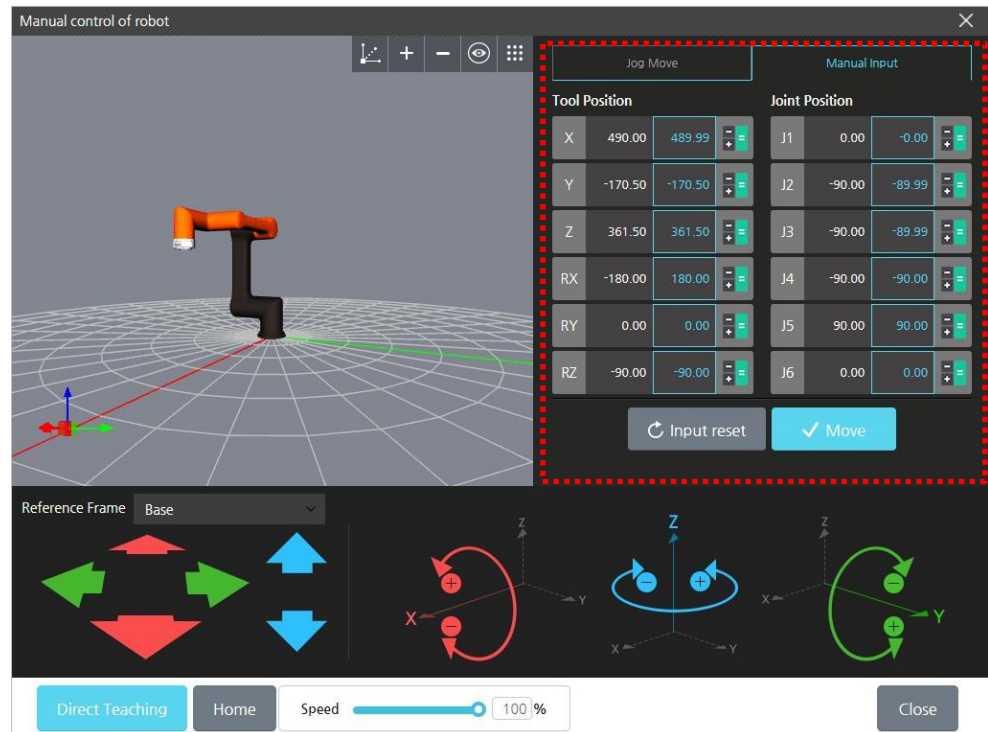 Manual control of robot
Jog Move Manual Input
Tool Position Joint Position
X 490.00 489.99 - + = J1 0.00 -0.00 - + =
Y -170.50 -170.50 - + = J2 -90.00 -89.99 - + =
Z 361.50 361.50 - + = J3 -90.00 -89.99 - + =
RX -180.00 180.00 - + = J4 -90.00 -90.00 - + =
RY 0.00 0.00 - + = J5 90.00 90.00 - + =
RZ -90.00 -90.00 - + = J6 0.00 0.00 - + =
Input reset Move
Reference Frame Base
Z Y X + -
Z X Y - +
Z X Y - +
Direct Teaching Home Speed 100 % Close